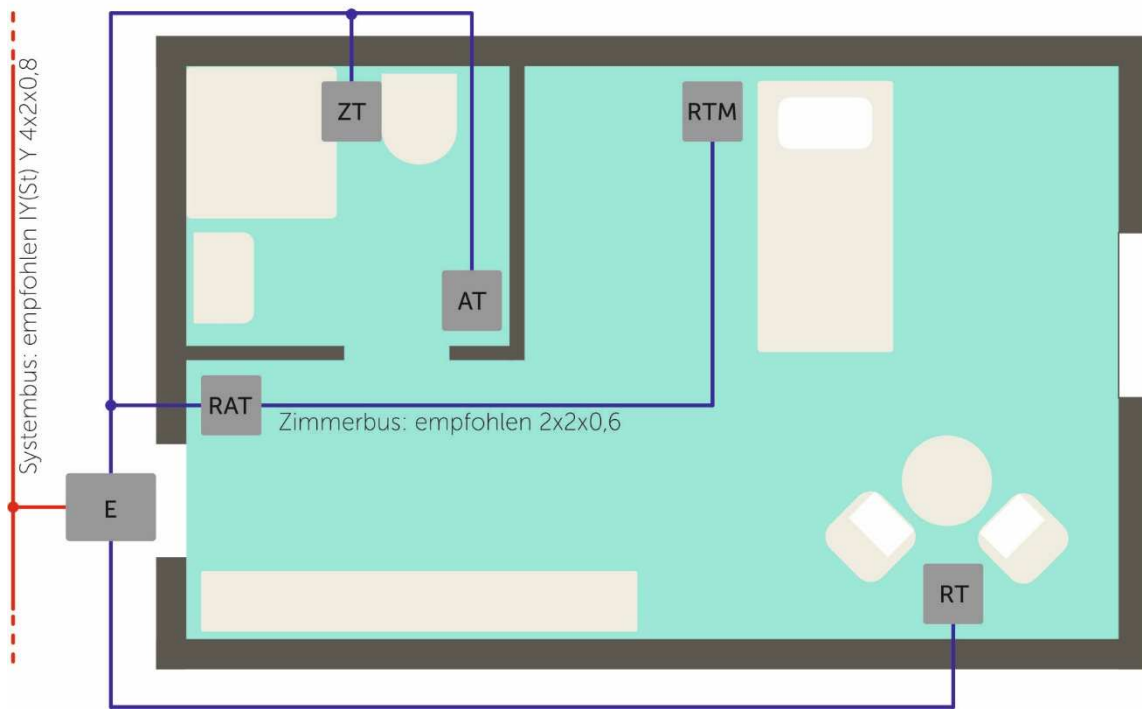 Systembus: empfohlen IY(St) Y 4x2x0,8
ZT
RTM
AT
RAT
Zimmerbus: empfohlen 2x2x0,6
E
RT